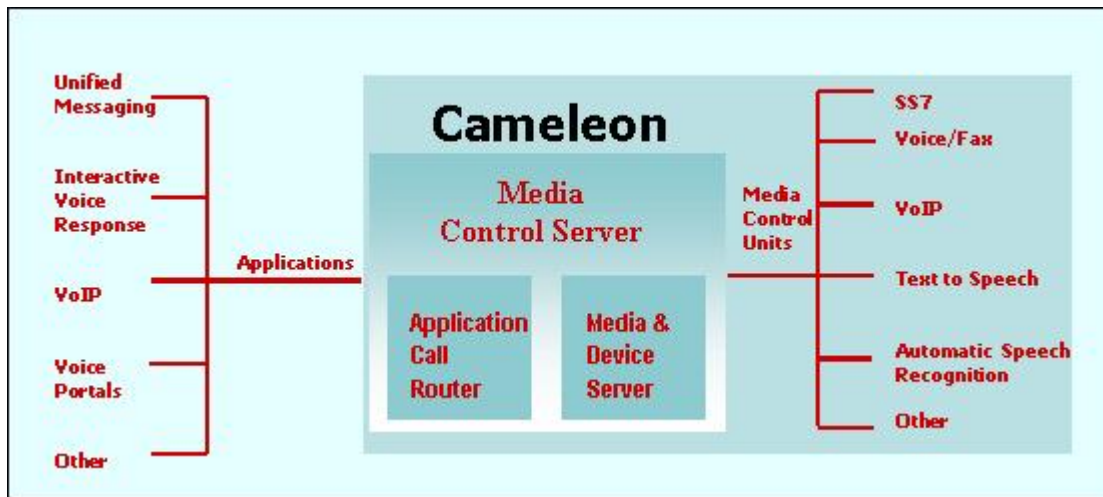 Unified
Messaging
Interactive
Voice
Response
VoIP
Voice
Portals
Other
Applications
Cameleon
Media
Control Server
Application
Call
Router
Media &
Device
Server
Media
Control
Units
SS7
Voice/Fax
VoIP
Text to Speech
Automatic Speech
Recognition
Other